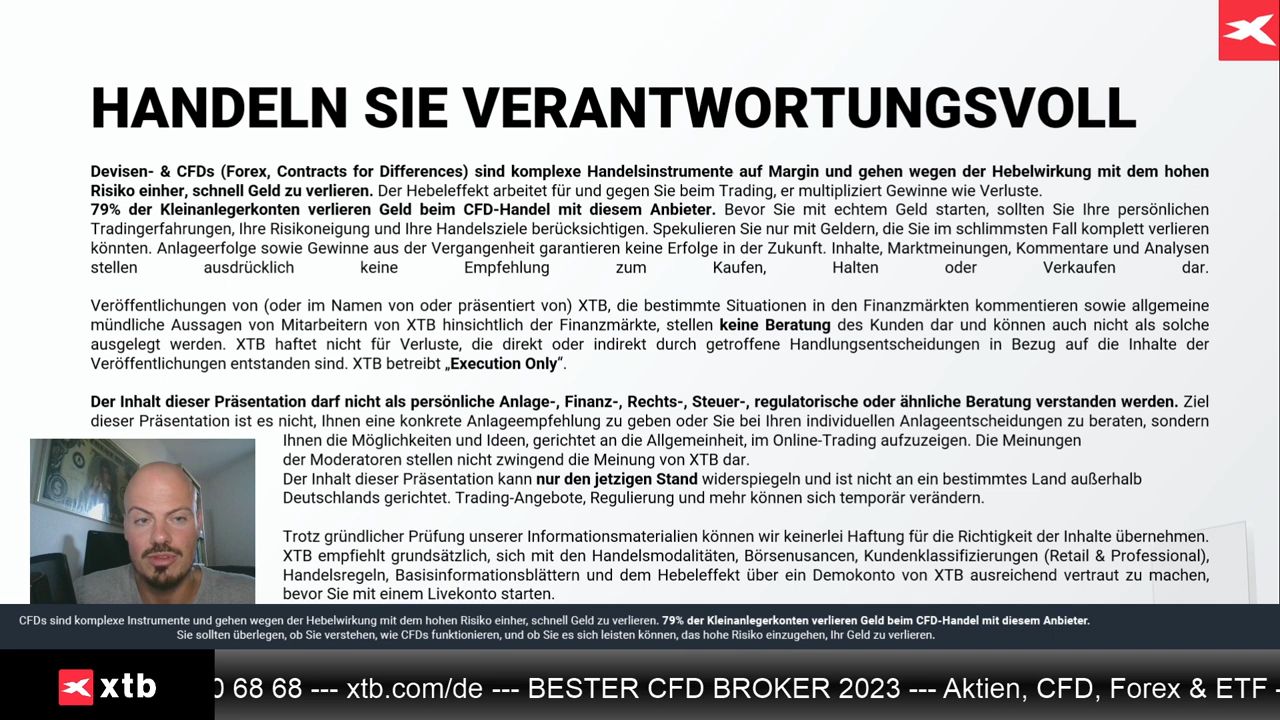 HANDELN SIE VERANTWORTUNGSVOLL
Devisen- & CFDs (Forex, Contracts for Differences) sind komplexe Handelsinstrumente auf Margin und gehen wegen der Hebelwirkung mit dem hohen
Risiko einher, schnell Geld zu verlieren. Der Hebeleffekt arbeitet für und gegen Sie beim Trading, er multipliziert Gewinne wie Verluste.
79% der Kleinanlegerkonten verlieren Geld beim CFD-Handel mit diesem Anbieter. Bevor Sie mit echtem Geld starten, sollten Sie Ihre persönlichen
Tradingerfahrungen, Ihre Risikoneigung und Ihre Handelsziele berücksichtigen. Spekulieren Sie nur mit Geldern, die Sie im schlimmsten Fall komplett verlieren
könnten. Anlageerfolge sowie Gewinne aus der Vergangenheit garantieren keine Erfolge in der Zukunft. Inhalte, Marktmeinungen, Kommentare und Analysen
stellen ausdrücklich keine Empfehlung zum Kaufen, Halten oder Verkaufen dar.
Veröffentlichungen von (oder im Namen von oder präsentiert von) XTB, die bestimmte Situationen in den Finanzmärkten kommentieren sowie allgemeine
mündliche Aussagen von Mitarbeitern von XTB hinsichtlich der Finanzmärkte, stellen keine Beratung des Kunden dar und können auch nicht als solche
ausgelegt werden. XTB haftet nicht für Verluste, die direkt oder indirekt durch getroffene Handlungsentscheidungen in Bezug auf die Inhalte der
Veröffentlichungen entstanden sind. XTB betreibt „Execution Only“.
Der Inhalt dieser Präsentation darf nicht als persönliche Anlage-, Finanz-, Rechts-, Steuer-, regulatorische oder ähnliche Beratung verstanden werden. Ziel
dieser Präsentation ist es nicht, Ihnen eine konkrete Anlageempfehlung zu geben oder Sie bei Ihren individuellen Anlageentscheidungen zu beraten, sondern
Ihnen die Möglichkeiten und Ideen, gerichtet an die Allgemeinheit, im Online-Trading aufzuzeigen. Die Meinungen
der Moderatoren stellen nicht zwingend die Meinung von XTB dar.
Der Inhalt dieser Präsentation kann nur den jetzigen Stand widerspiegeln und ist nicht an ein bestimmtes Land außerhalb
Deutschlands gerichtet. Trading-Angebote, Regulierung und mehr können sich temporär verändern.
Trotz gründlicher Prüfung unserer Informationsmaterialien können wir keinerlei Haftung für die Richtigkeit der Inhalte übernehmen.
XTB empfiehlt grundsätzlich, sich mit den Handelsmodalitäten, Börsenusancen, Kundenklassifizierungen (Retail & Professional),
Handelsregeln, Basisinformationsblättern und dem Hebeleffekt über ein Demokonto von XTB ausreichend vertraut zu machen,
bevor Sie mit einem Livekonto starten.
CFDs sind komplexe Instrumente und gehen wegen der Hebelwirkung mit dem hohen Risiko einher, schnell Geld zu verlieren. 79% der Kleinanlegerkonten verlieren Geld beim CFD-Handel mit diesem Anbieter.
Sie sollten überlegen, ob Sie verstehen, wie CFDs funktionieren, und ob Sie es sich leisten können, das hohe Risiko einzugehen, Ihr Geld zu verlieren.
xtb 0 68 68 --- xtb.com/de --- BESTER CFD BROKER 2023 --- Aktien, CFD, Forex & ETF -